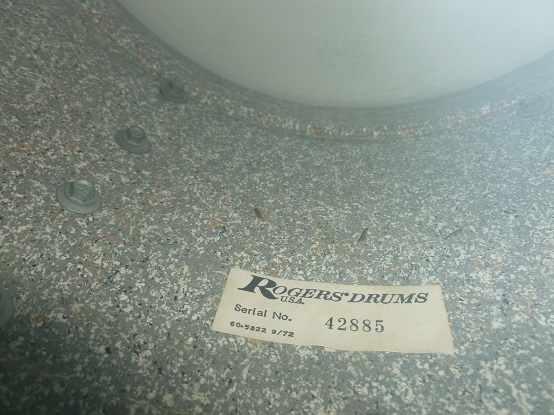 ROGERS® DRUMS
U.S.A.
Serial No. 42885
60-5822 9/72